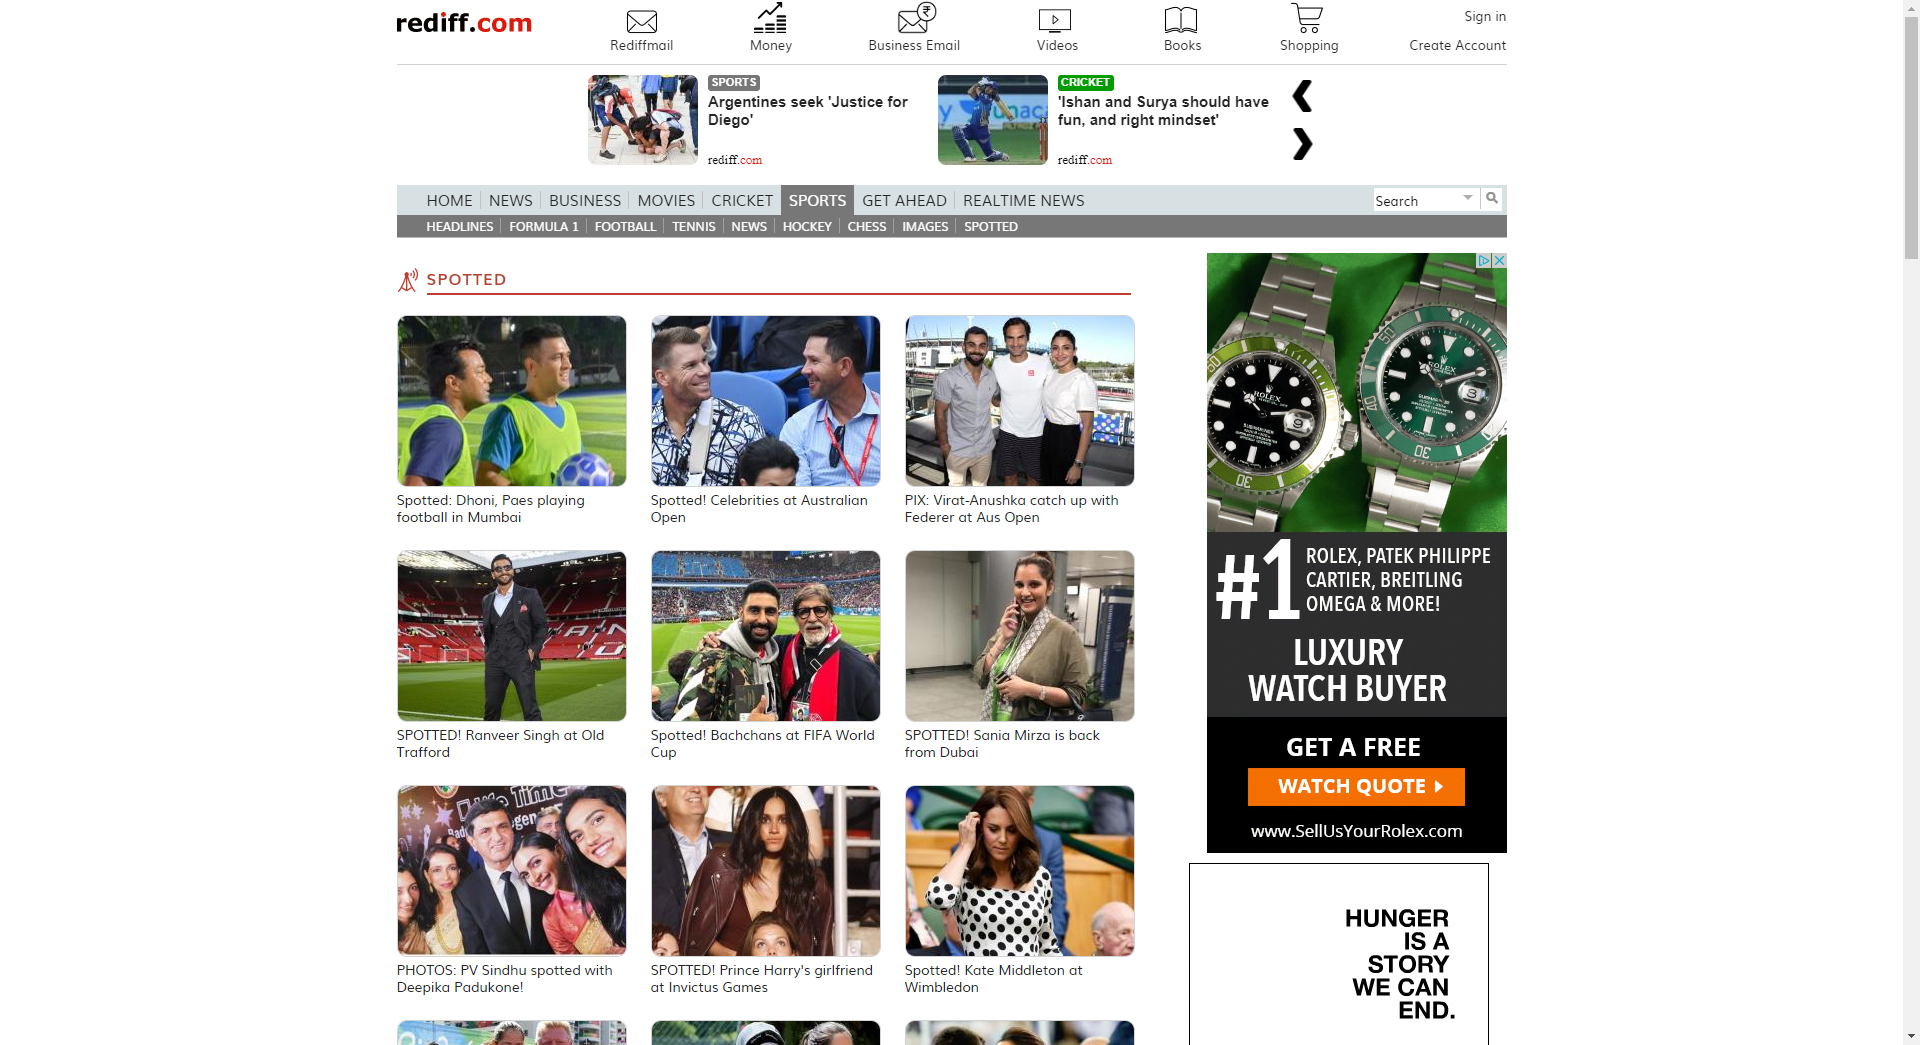 rediff.com
Rediffmail
Money
Business Email
Videos
Books
Shopping
Sign in
Create Account
SPORTS
Argentines seek 'Justice for
Diego'
rediff.com
CRICKET
'Ishan and Surya should have
fun, and right mindset'
rediff.com
HOME
NEWS
BUSINESS
MOVIES
CRICKET
SPORTS
GET AHEAD
REALTIME NEWS
Search
HEADLINES
FORMULA 1
FOOTBALL
TENNIS
NEWS
HOCKEY
CHESS
IMAGES
SPOTTED
SPOTTED
Spotted: Dhoni, Paes playing
football in Mumbai
Spotted! Celebrities at Australian
Open
PIX: Virat-Anushka catch up with
Federer at Aus Open
SPOTTED! Ranveer Singh at Old
Trafford
Spotted! Bachchans at FIFA World
Cup
SPOTTED! Sania Mirza is back
from Dubai
PHOTOS: PV Sindhu spotted with
Deepika Padukone!
SPOTTED! Prince Harry's girlfriend
at Invictus Games
Spotted! Kate Middleton at
Wimbledon
ROLEX
ROLEX
#1
ROLEX, PATEK PHILIPPE
CARTIER, BREITLING
OMEGA & MORE!
LUXURY
WATCH BUYER
GET A FREE
WATCH QUOTE
www.SellUsYourRolex.com
HUNGER
IS A
STORY
WE CAN
END.